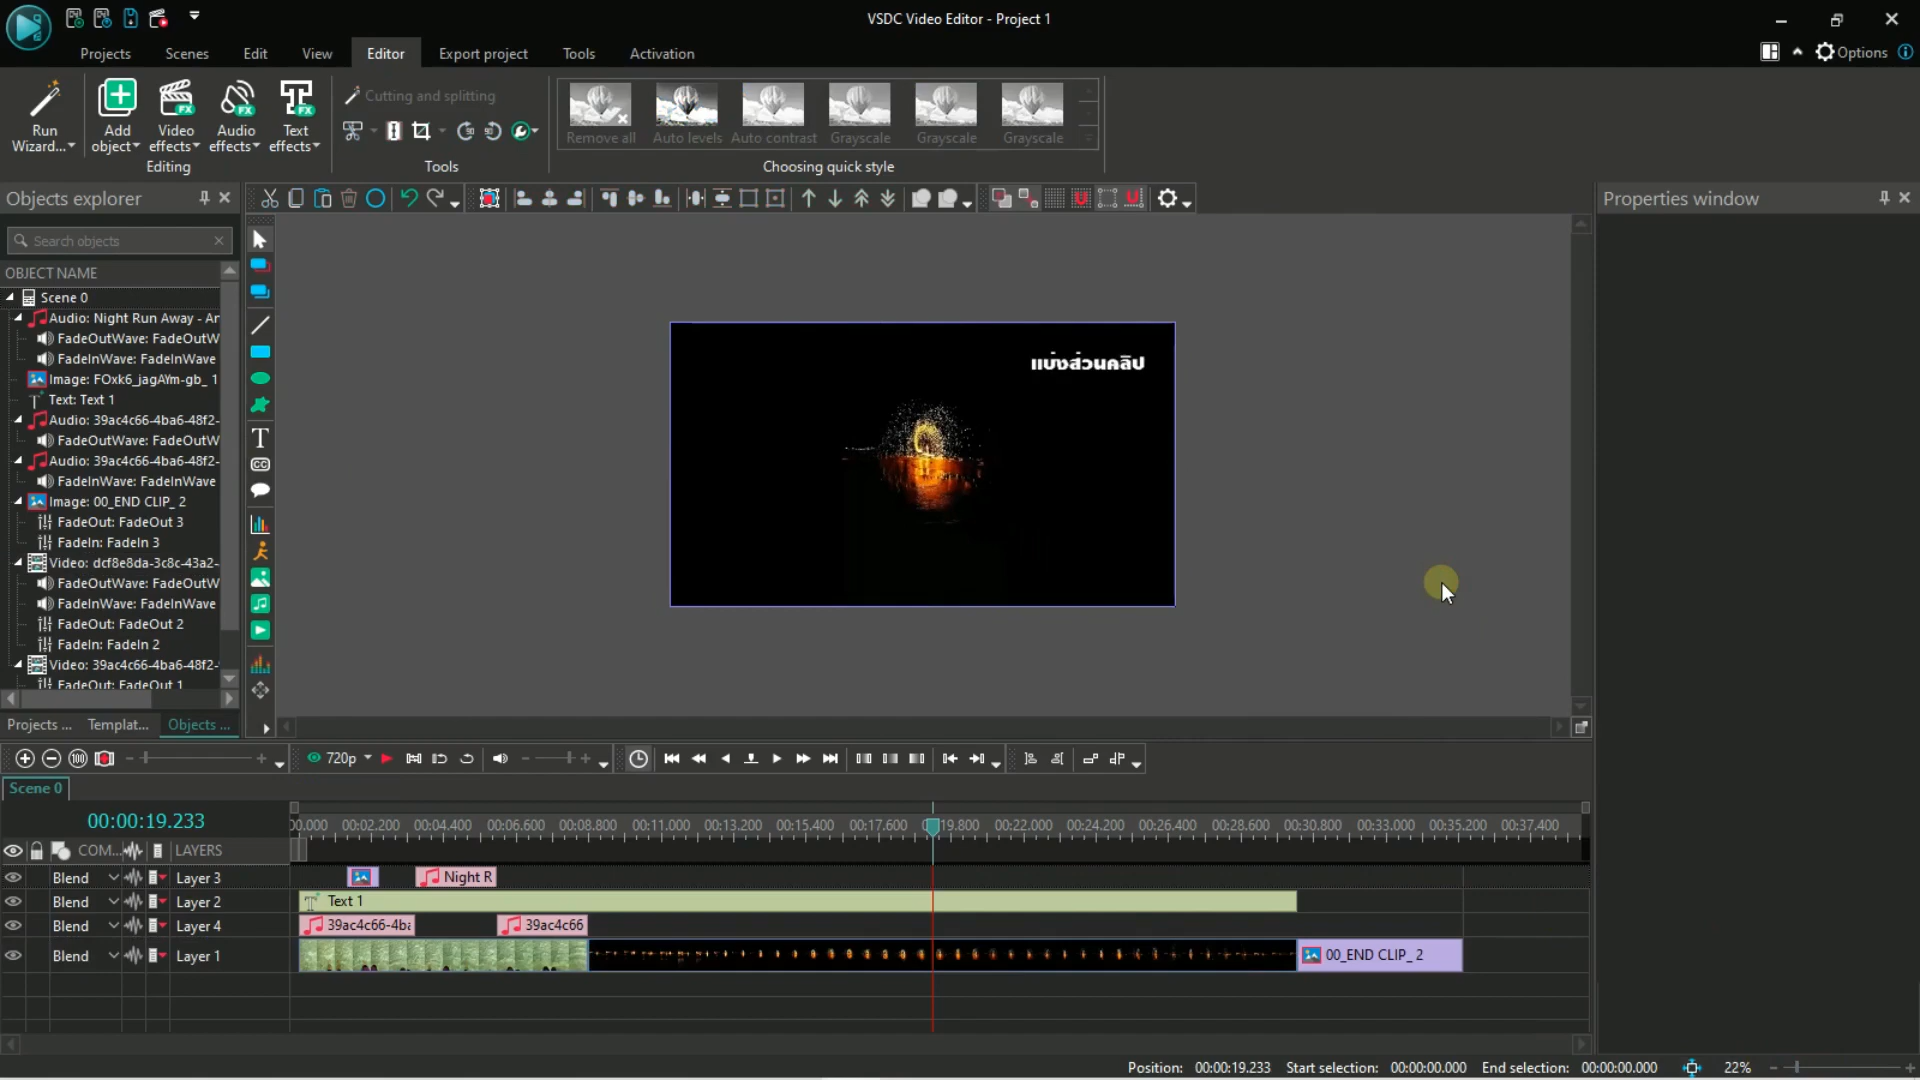 VSDC Video Editor - Project 1
Projects Scenes Edit View Editor Export project Tools Activation
Options
Run Wizard...
Add object
Video effects
Audio effects
Text effects
Editing
Cutting and splitting
Tools
Remove all Auto levels Auto contrast Grayscale Grayscale Grayscale
Choosing quick style
Objects explorer
Properties window
Search objects
OBJECT NAME
Scene 0
Audio: Night Run Away - Ar
FadeOutWave: FadeOutW
FadeInWave: FadeInWave
Image: FOxk6_jagAYm-gb_ 1
Text: Text 1
Audio: 39ac4c66-4ba6-48f2-
FadeOutWave: FadeOutW
Audio: 39ac4c66-4ba6-48f2-
FadeInWave: FadeInWave
Image: 00_END CLIP_ 2
FadeOut: FadeOut 3
FadeIn: FadeIn 3
Video: dcf8e8da-3c8c-43a2-
FadeOutWave: FadeOutW
FadeInWave: FadeInWave
FadeOut: FadeOut 2
FadeIn: FadeIn 2
Video: 39ac4c66-4ba6-48f2-
FadeOut: FadeOut 1
Projects ... Templat... Objects ...
แบ่งส่วนคลิป
720p
Scene 0
00:00:19.233
00.000 00:02.200 00:04.400 00:06.600 00:08.800 00:11.000 00:13.200 00:15.400 00:17.600 19.800 00:22.000 00:24.200 00:26.400 00:28.600 00:30.800 00:33.000 00:35.200 00:37.400
COM... LAYERS
Blend Layer 3 Night R
Blend Layer 2 Text 1
Blend Layer 4 39ac4c66-4ba 39ac4c66
Blend Layer 1 00_END CLIP_ 2
Position: 00:00:19.233 Start selection: 00:00:00.000 End selection: 00:00:00.000 22%